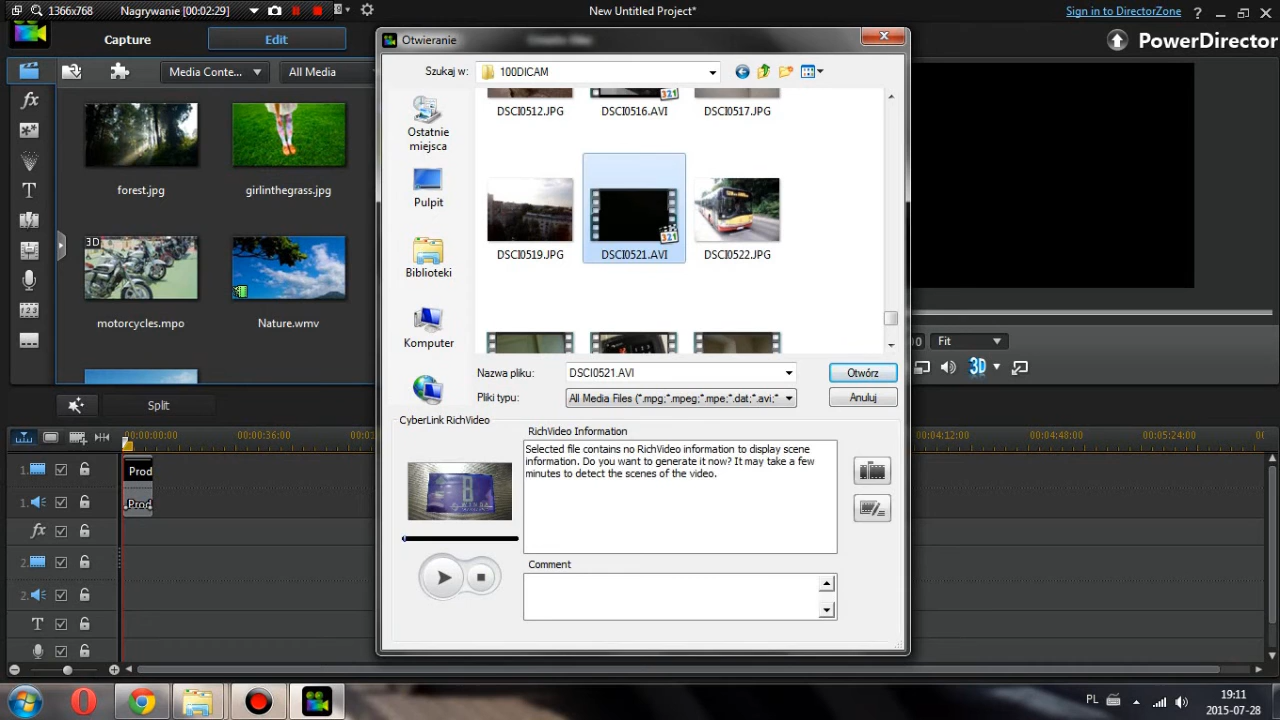 1366x768
Nagrywanie [00:02:29]
New Untitled Project*
Sign in to DirectorZone
?
Capture
Edit
PowerDirector
Media Conte...
All Media
forest.jpg
girlinthegrass.jpg
3D
motorcycles.mpo
Nature.wmv
Otwieranie
Szukaj w:
100DICAM
Ostatnie
miejsca
Pulpit
Biblioteki
Komputer
DSCI0512.JPG
DSCI0516.AVI
DSCI0517.JPG
DSCI0519.JPG
DSCI0521.AVI
DSCI0522.JPG
Nazwa pliku:
DSCI0521.AVI
Otwórz
Pliki typu:
All Media Files (*.mpg;*.mpeg;*.mpe;*.dat;*.avi;*
Anuluj
CyberLink RichVideo
RichVideo Information
Selected file contains no RichVideo information to display scene
information. Do you want to generate it now? It may take a few
minutes to detect the scenes of the video.
Comment
Fit
3D
Split
00:00:00:00
00:00:36:00
00:04:12:00
00:04:48:00
00:05:24:00
1.
Prod
1.
Prod
fx
2.
2.
T
PL
19:11
2015-07-28